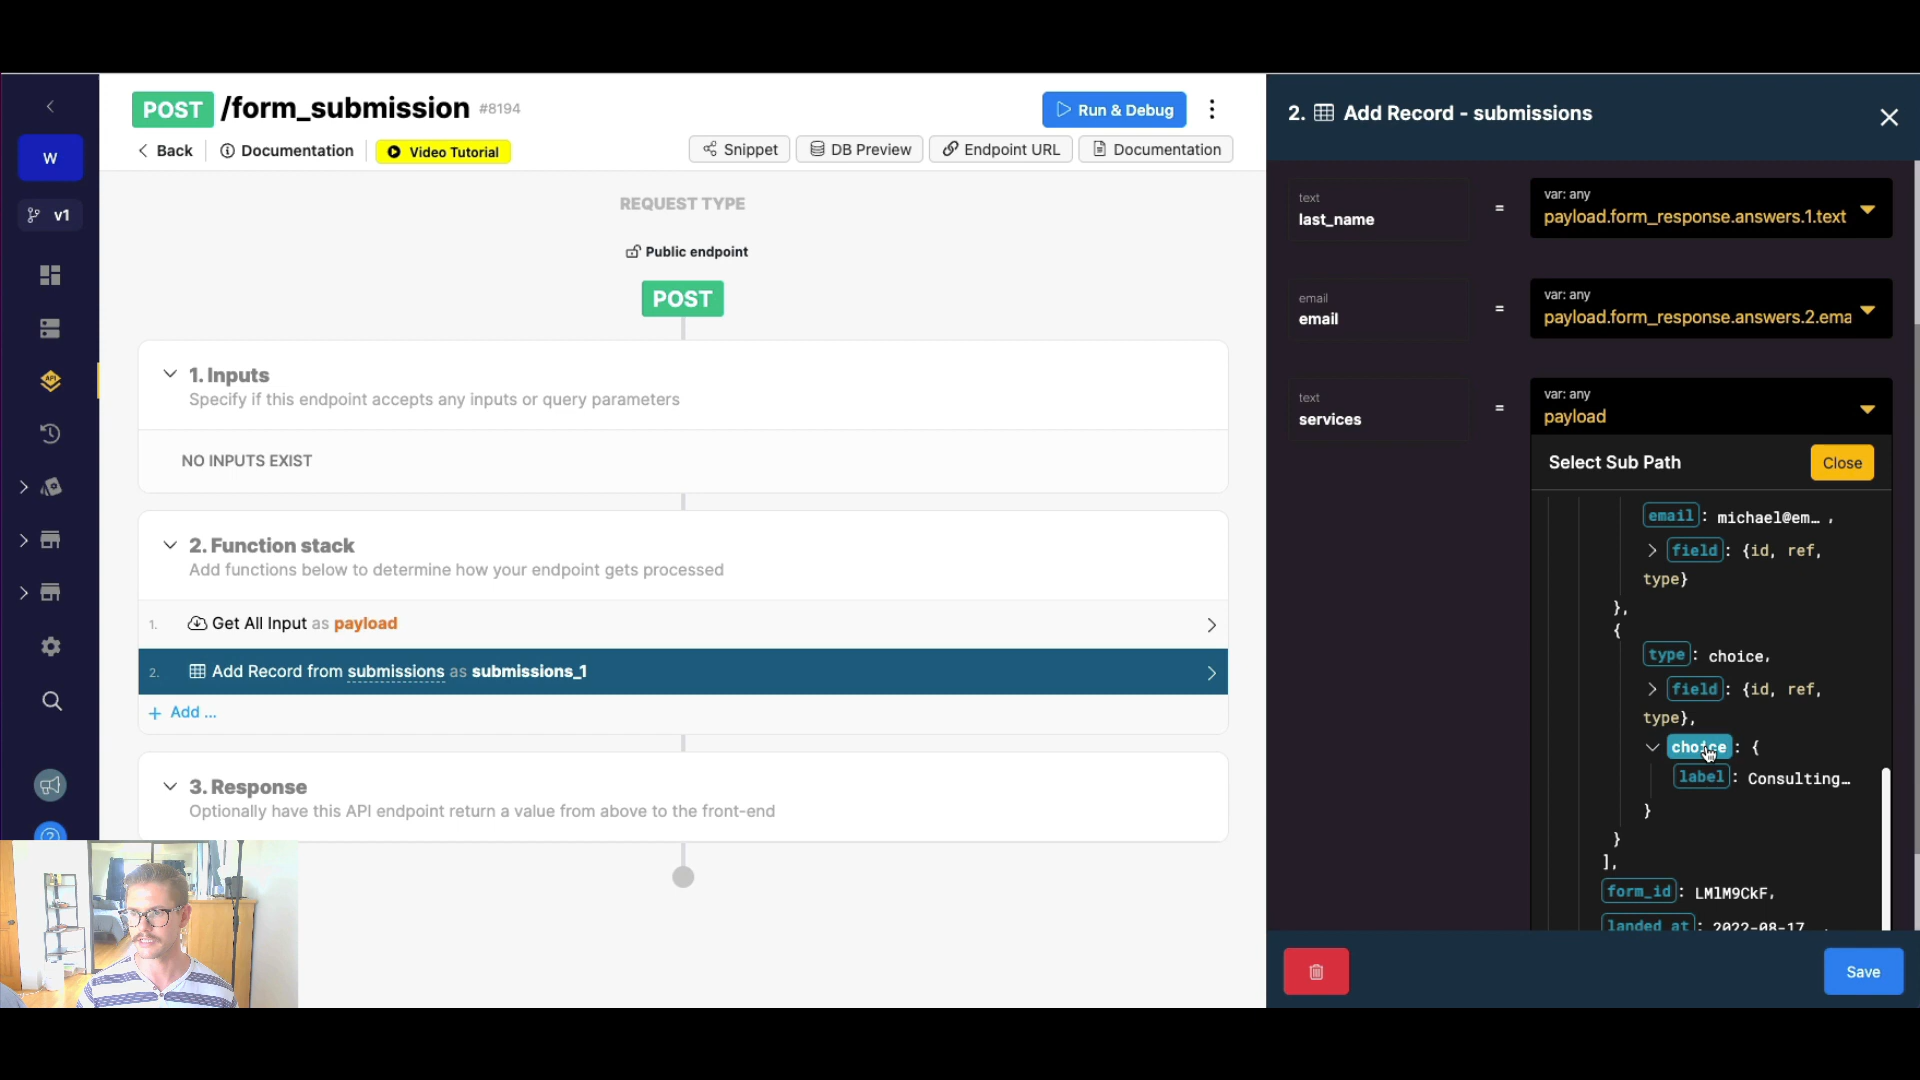 POST /form_submission #8194
Run & Debug
Back
Documentation
Video Tutorial
Snippet
DB Preview
Endpoint URL
Documentation
W
v1
API
REQUEST TYPE
Public endpoint
POST
1. Inputs
Specify if this endpoint accepts any inputs or query parameters
NO INPUTS EXIST
2. Function stack
Add functions below to determine how your endpoint gets processed
1. Get All Input as payload
2. Add Record from submissions as submissions_1
+ Add ...
3. Response
Optionally have this API endpoint return a value from above to the front-end
2. Add Record - submissions
text
last_name
=
var: any
payload.form_response.answers.1.text
email
email
=
var: any
payload.form_response.answers.2.ema
text
services
=
var: any
payload
Select Sub Path
Close
email: michael@em… ,
field: {id, ref,
type}
},
{
type: choice,
field: {id, ref,
type},
choice: {
label: Consulting…
}
}
],
form_id: LMlM9CkF,
landed_at: 2022-08-17
Save